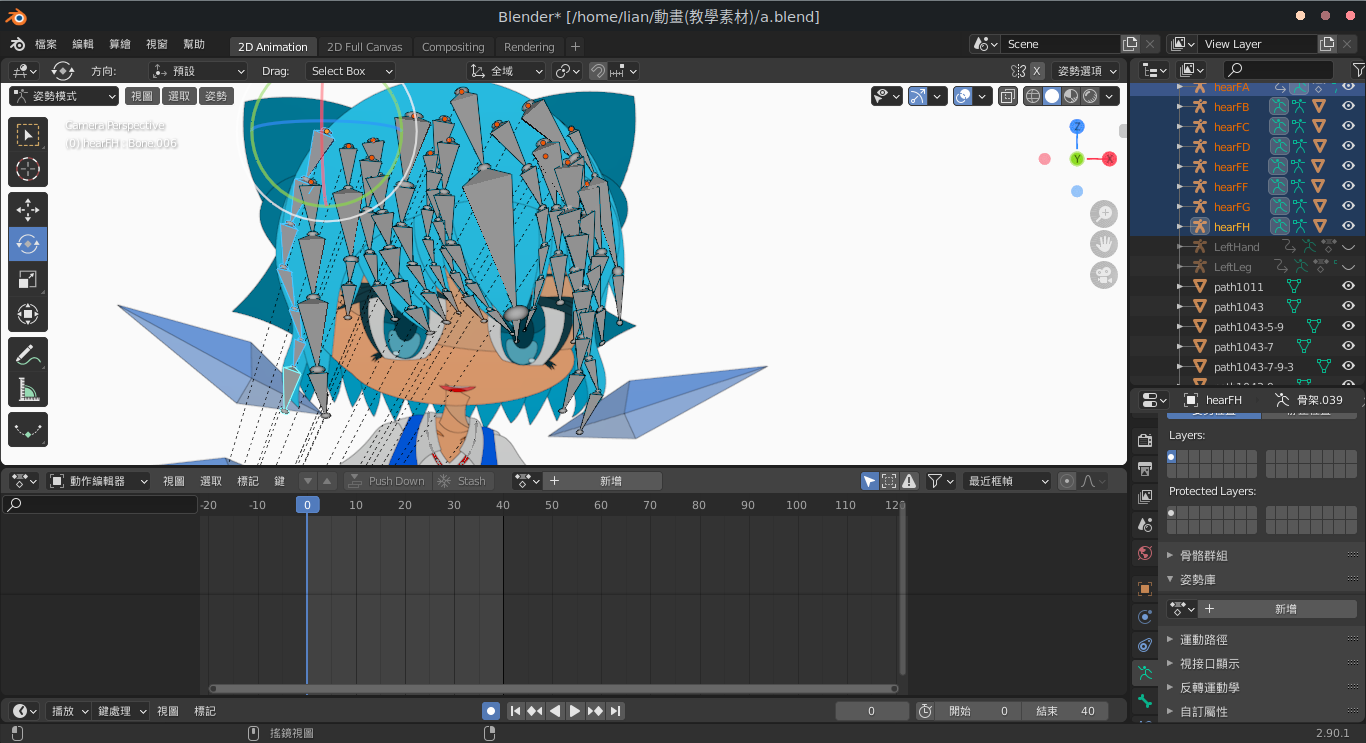 Blender* [/home/lian/動畫(教學素材)/a.blend]
檔案 編輯 算繪 視窗 幫助 2D Animation 2D Full Canvas Compositing Rendering + Scene View Layer
方向: 預設 Drag: Select Box 全域 X 姿勢選項
姿勢模式 視圖 選取 姿勢
Camera Perspective
(0) hearFH : Bone.006
Z
Y
X
hearFA
hearFB
hearFC
hearFD
hearFE
hearFF
hearFG
hearFH
LeftHand
LeftLeg
path1011
path1043
path1043-5-9
path1043-7
path1043-7-9-3
hearFH 骨架.039
Layers:
Protected Layers:
骨骼群組
姿勢庫
新增
運動路徑
視接口顯示
反轉運動學
自訂屬性
動作編輯器 視圖 選取 標記 鍵 Push Down Stash 新增 最近框幀
-20 -10 0 10 20 30 40 50 60 70 80 90 100 110 120
播放 鍵處理 視圖 標記 0 開始 0 結束 40
搖鏡視圖 2.90.1